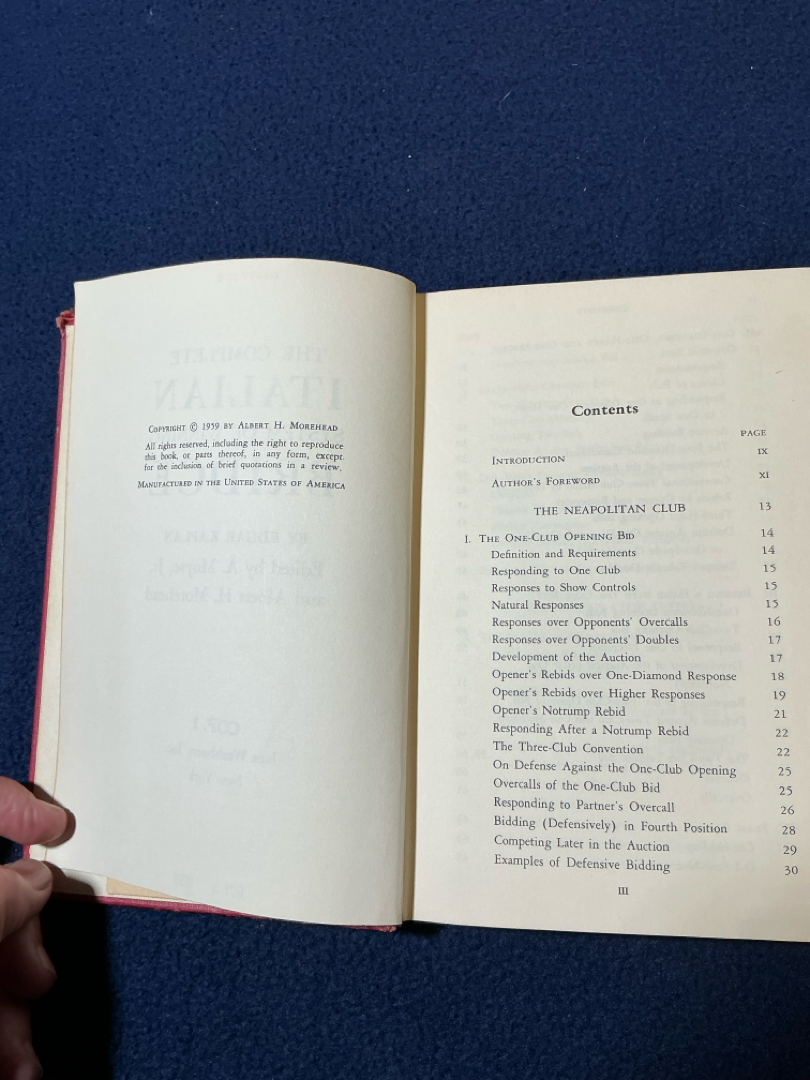 COPYRIGHT © 1959 BY ALBERT H. MOREHEAD
All rights reserved, including the right to reproduce
this book, or parts thereof, in any form, except
for the inclusion of brief quotations in a review.
MANUFACTURED IN THE UNITED STATES OF AMERICA
Contents
PAGE
INTRODUCTION IX
AUTHOR'S FOREWORD XI
THE NEAPOLITAN CLUB 13
I. THE ONE-CLUB OPENING BID 14
Definition and Requirements 14
Responding to One Club 15
Responses to Show Controls 15
Natural Responses 15
Responses over Opponents' Overcalls 16
Responses over Opponents' Doubles 17
Development of the Auction 17
Opener's Rebids over One-Diamond Response 18
Opener's Rebids over Higher Responses 19
Opener's Notrump Rebid 21
Responding After a Notrump Rebid 22
The Three-Club Convention 22
On Defense Against the One-Club Opening 25
Overcalls of the One-Club Bid 25
Responding to Partner's Overcall 26
Bidding (Defensively) in Fourth Position 28
Competing Later in the Auction 29
Examples of Defensive Bidding 30
III